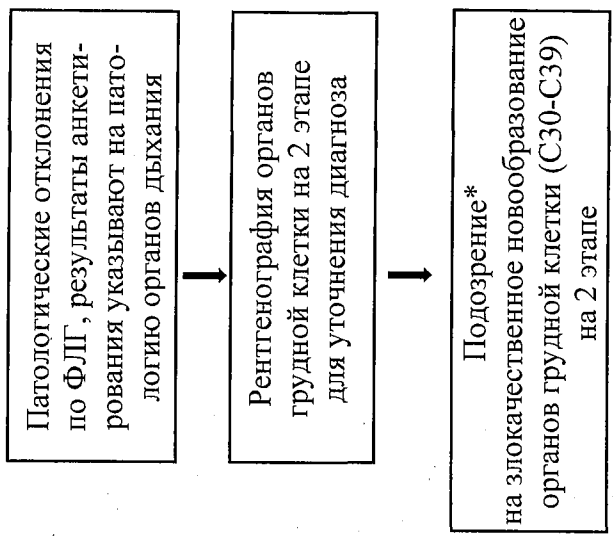 Патологические отклонения
по ФЛГ, результаты анкети-
рования указывают на пато-
логию органов дыхания
Рентгенография органов
грудной клетки на 2 этапе
для уточнения диагноза
Подозрение*
на злокачественное новообразование
органов грудной клетки (С30-С39)
на 2 этапе